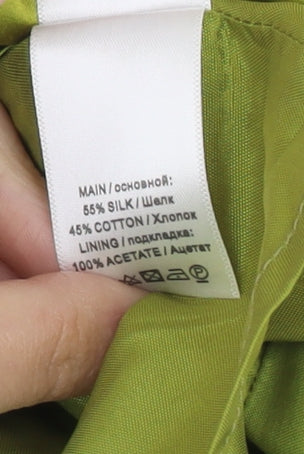 MAIN / основной:
55% SILK / Шелк
45% COTTON / Хлопок
LINING / подкладка:
100% ACETATE / Ацетат